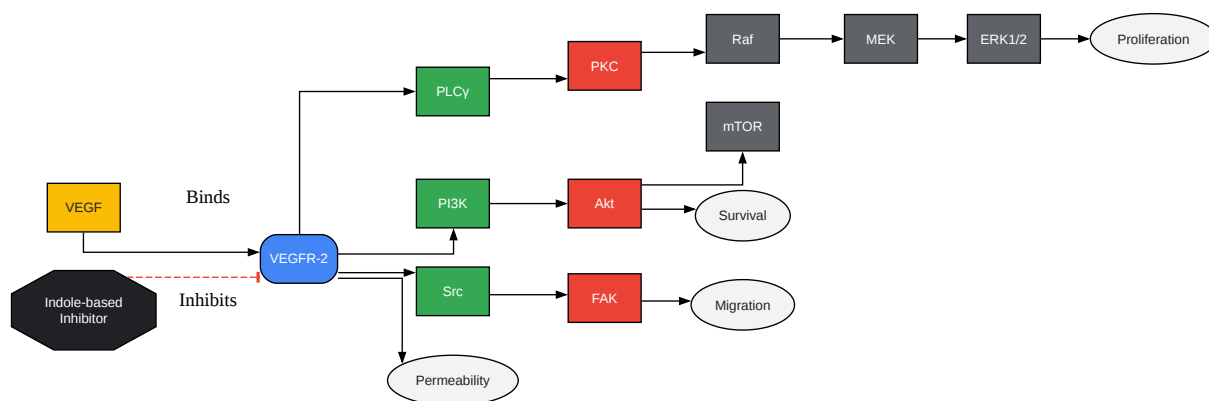 Raf
MEK
ERK1/2
Proliferation
PKC
PLCγ
mTOR
Binds
VEGF
PI3K
Akt
Survival
VEGFR-2
Src
FAK
Migration
Inhibits
Indole-based
Inhibitor
Permeability